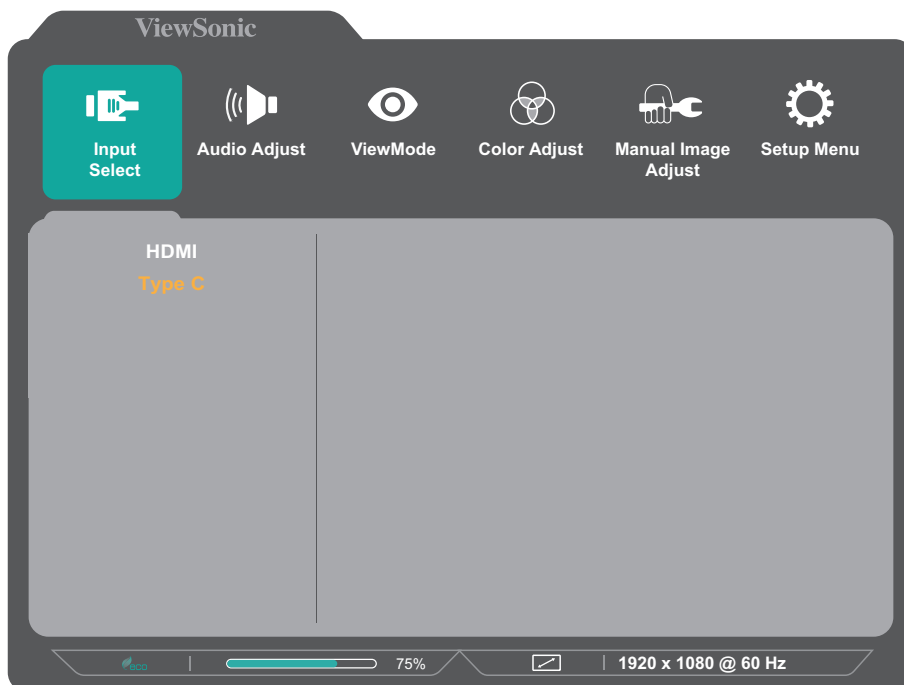 ViewSonic
Input
Select
Audio Adjust
ViewMode
Color Adjust
Manual Image
Adjust
Setup Menu
HDMI
Type C
eco
75%
1920 x 1080 @ 60 Hz